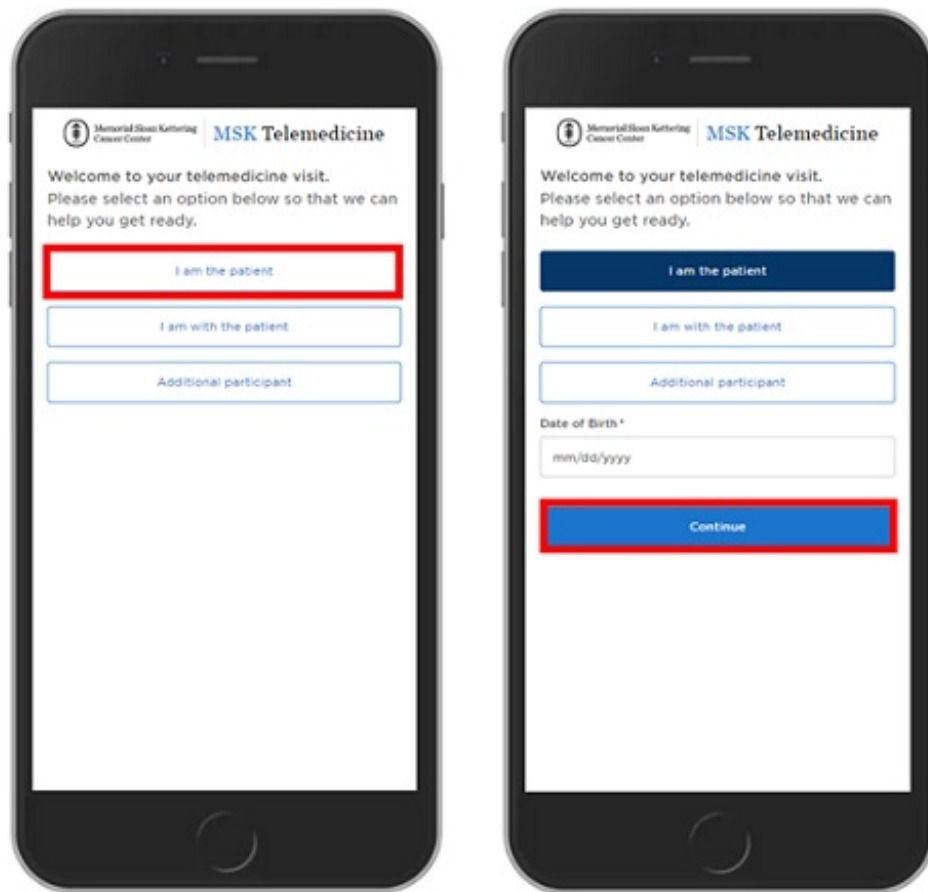 Memorial Sloan Kettering
Cancer Center
MSK Telemedicine
Welcome to your telemedicine visit.
Please select an option below so that we can
help you get ready.
I am the patient
I am with the patient
Additional participant
Memorial Sloan Kettering
Cancer Center
MSK Telemedicine
Welcome to your telemedicine visit.
Please select an option below so that we can
help you get ready.
I am the patient
I am with the patient
Additional participant
Date of Birth*
mm/dd/yyyy
Continue